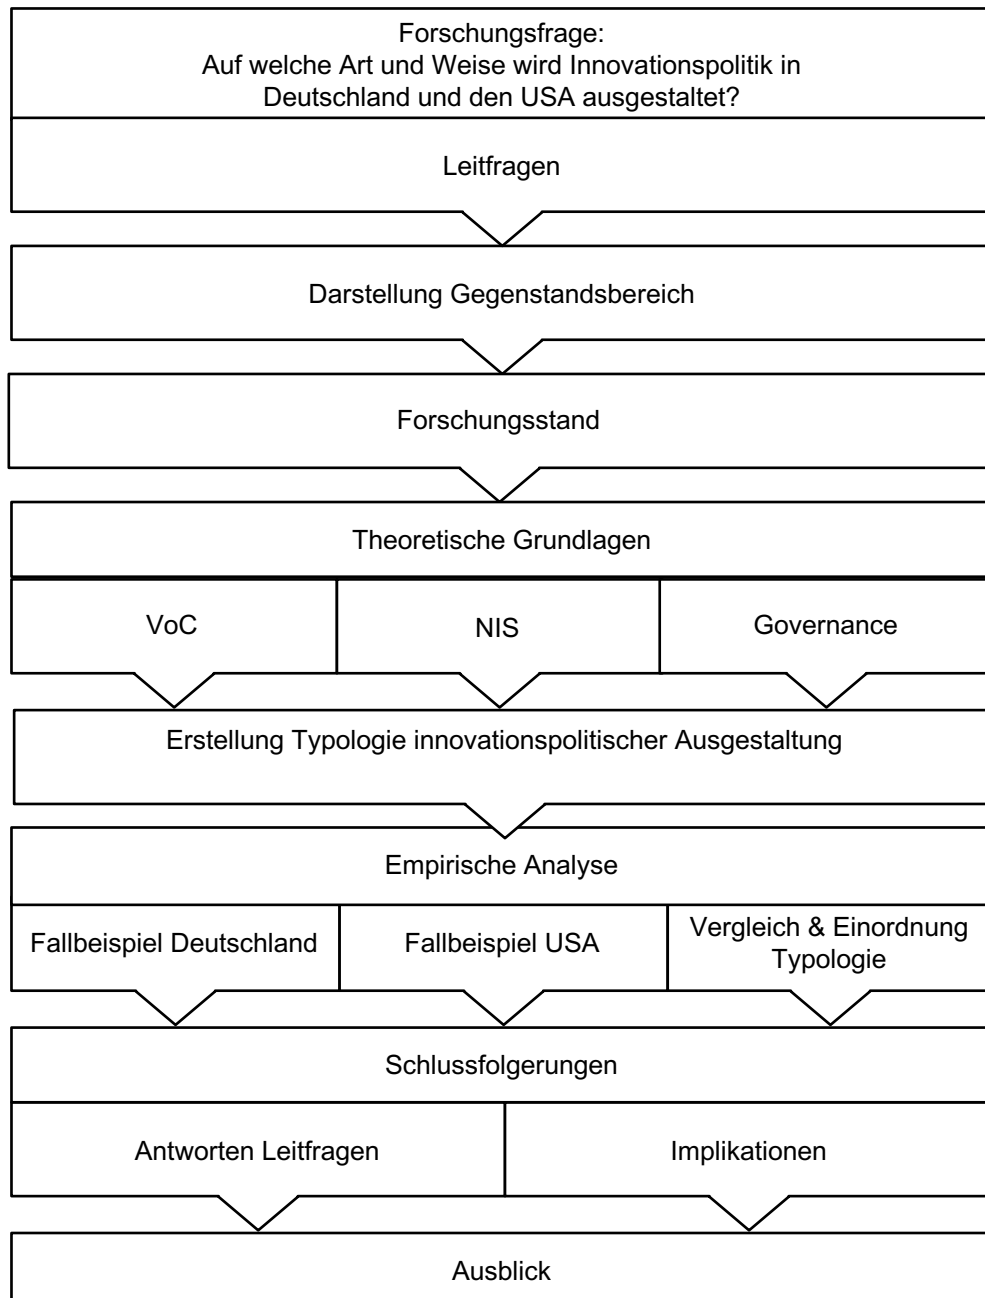 Forschungsfrage:
Auf welche Art und Weise wird Innovationspolitik in
Deutschland und den USA ausgestaltet?
Leitfragen
Darstellung Gegenstandsbereich
Forschungsstand
Theoretische Grundlagen
VoC
NIS
Governance
Erstellung Typologie innovationspolitischer Ausgestaltung
Empirische Analyse
Fallbeispiel Deutschland
Fallbeispiel USA
Vergleich & Einordnung
Typologie
Schlussfolgerungen
Antworten Leitfragen
Implikationen
Ausblick